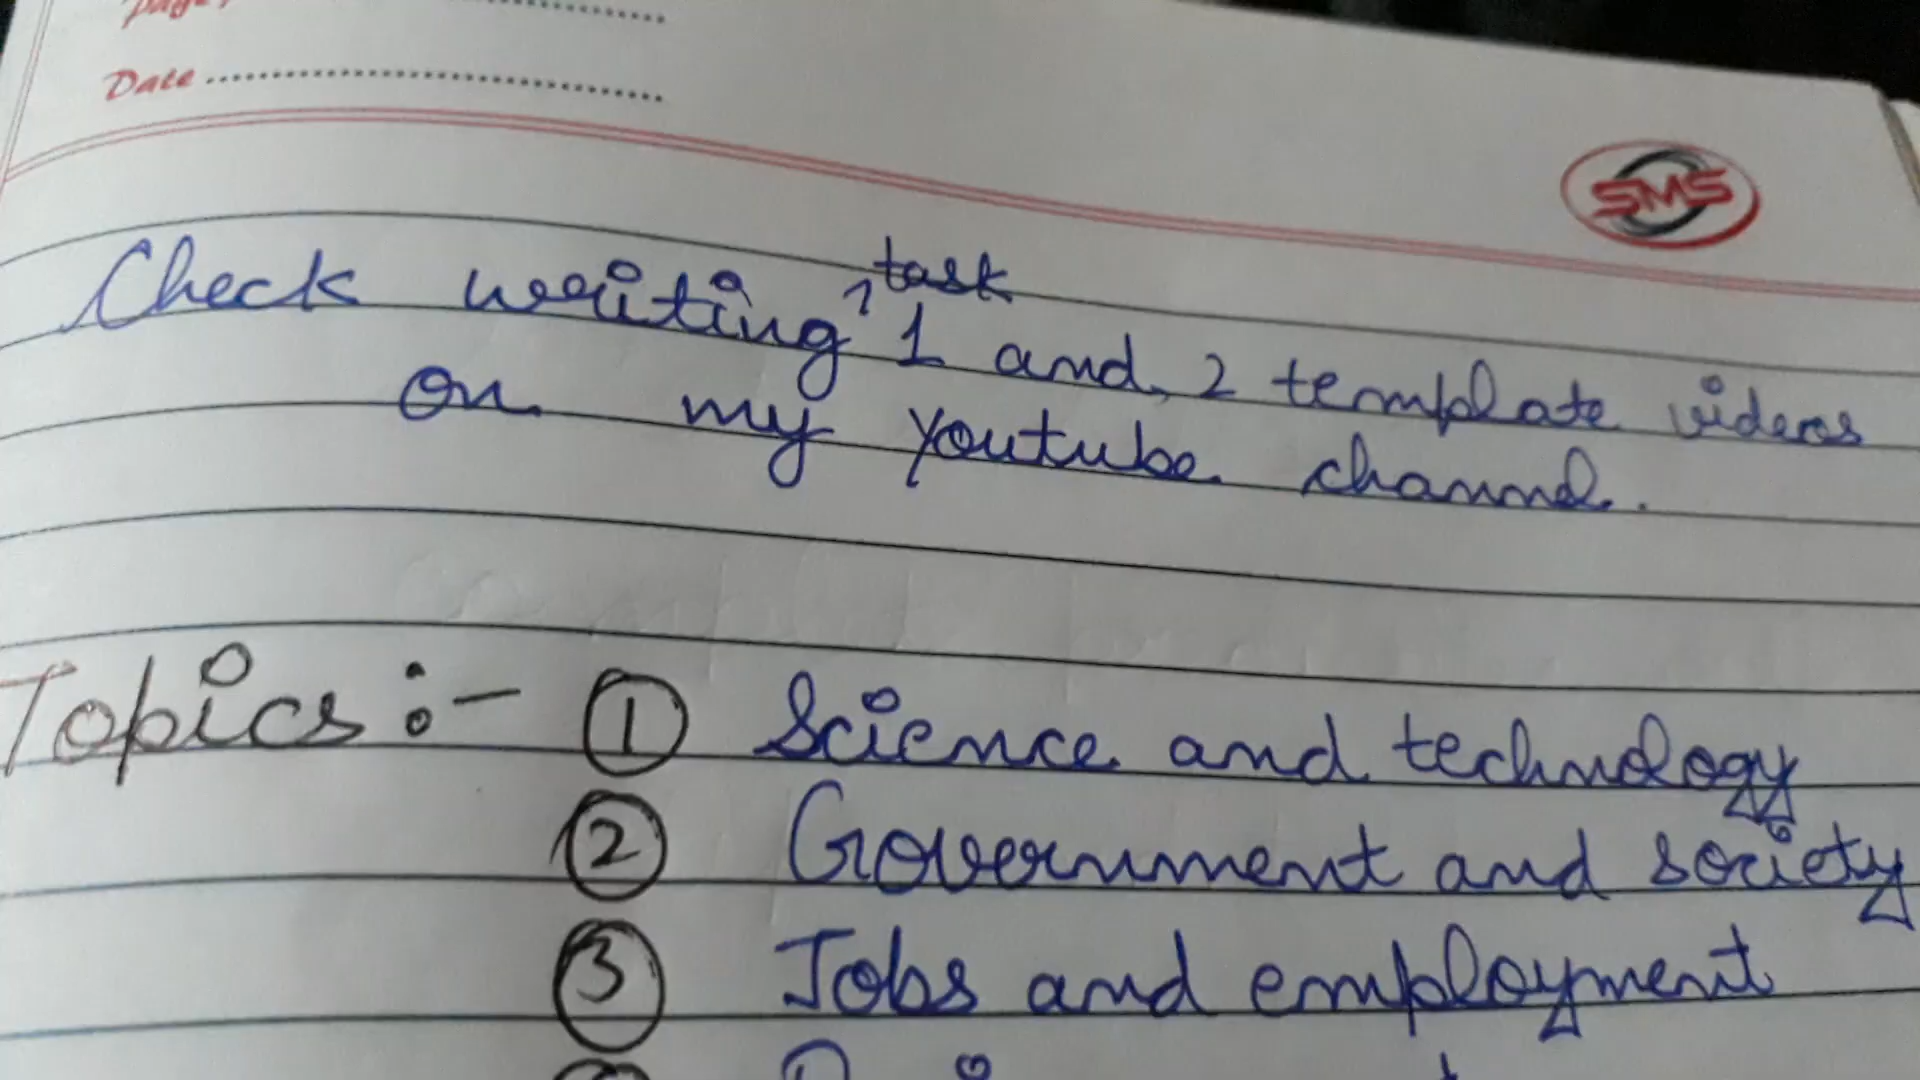 Page
Date
SMS
Check writing task 1 and 2 template videos
on my youtube channel.
Topics :- ① Science and technology
② Government and society
③ Jobs and employment